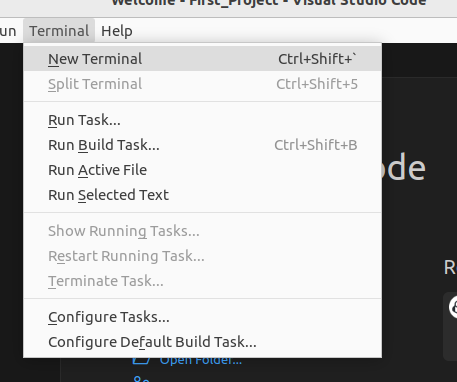 Welcome - First_Project - Visual Studio Code
un Terminal Help
New Terminal Ctrl+Shift+`
Split Terminal Ctrl+Shift+5
Run Task...
Run Build Task... Ctrl+Shift+B
Run Active File
Run Selected Text
ode
Show Running Tasks...
Restart Running Task...
Terminate Task...
Configure Tasks...
Configure Default Build Task...
Open Folder...